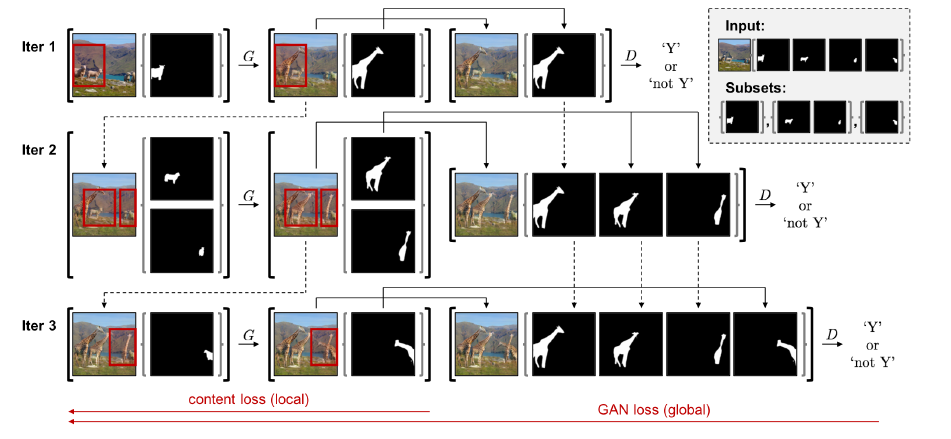 Iter 1
G
D
'Y'
or
'not Y'
Input:
Subsets:
, ,
Iter 2
G
D
'Y'
or
'not Y'
Iter 3
G
D
'Y'
or
'not Y'
content loss (local)
GAN loss (global)